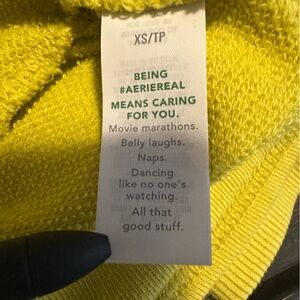 XS/TP
BEING
#AERIEREAL
MEANS CARING
FOR YOU.
Movie marathons.
Belly laughs.
Naps.
Dancing
like no one's
watching.
All that
good stuff.